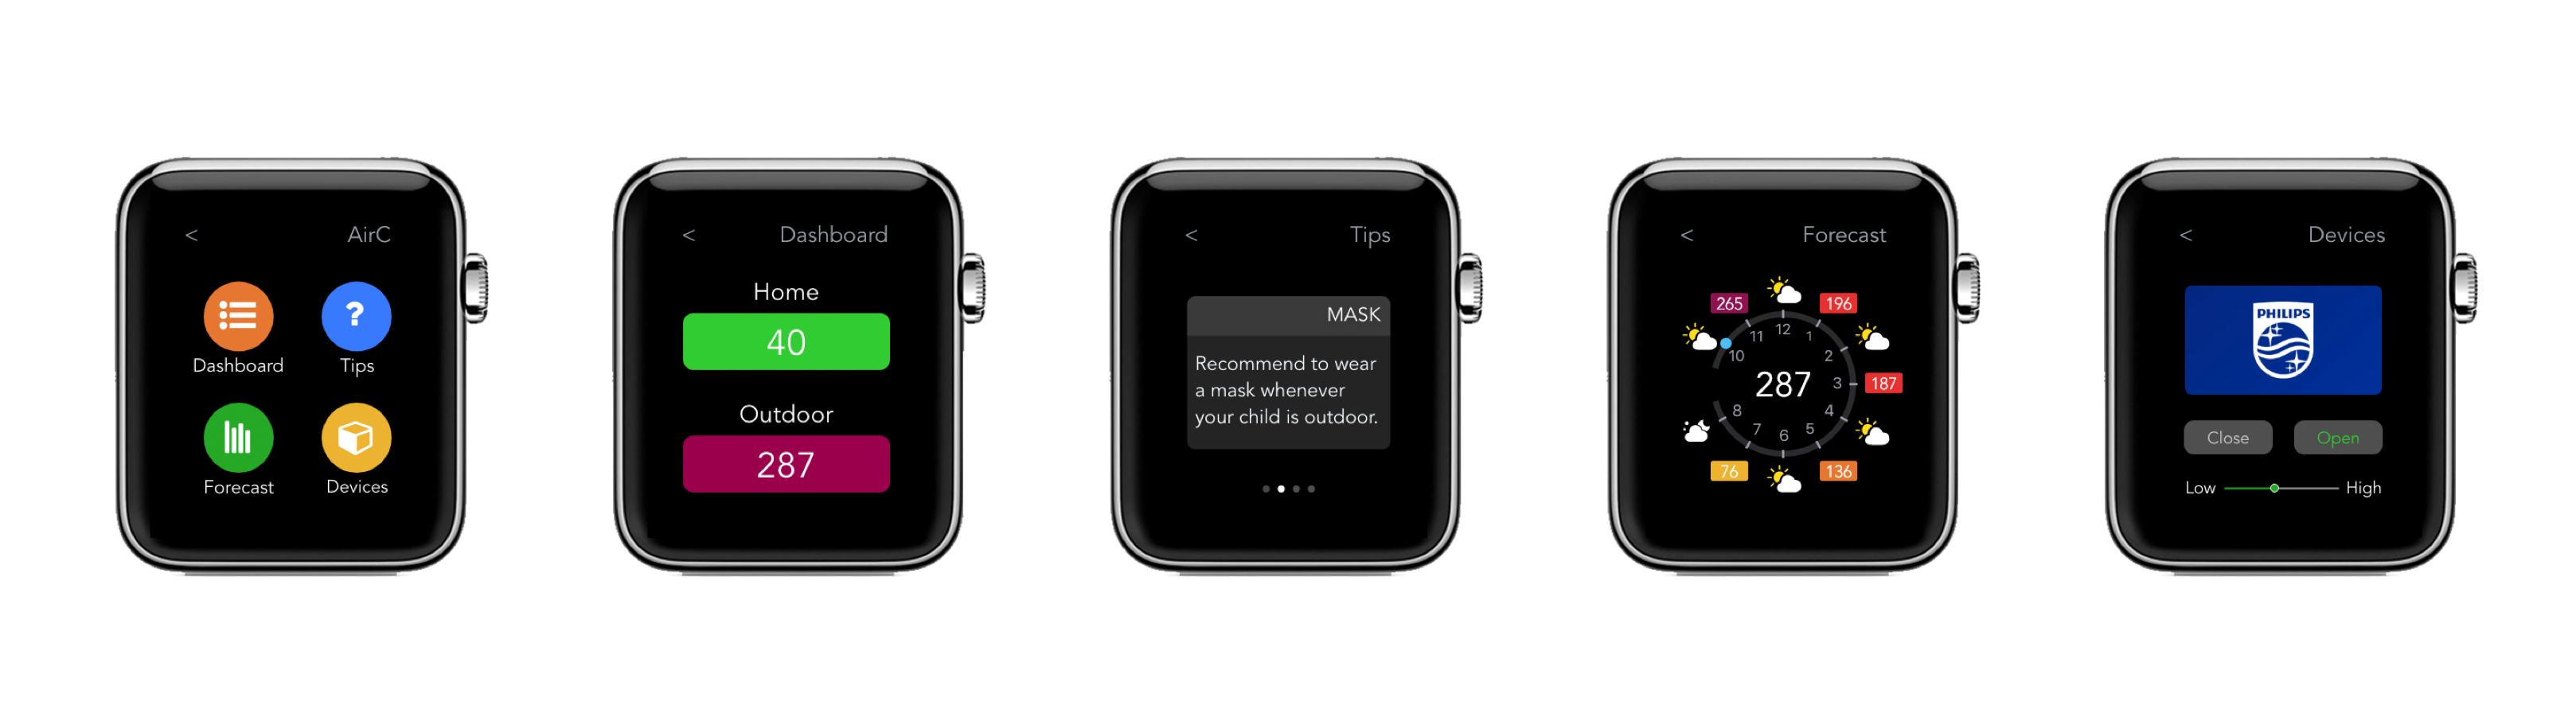 < AirC
Dashboard
? Tips
Forecast
Devices
< Dashboard
Home
40
Outdoor
287
< Tips
MASK
Recommend to wear
a mask whenever
your child is outdoor.
< Forecast
265
196
12
11
1
10
2
287
3
187
8
4
7
6
5
76
136
< Devices
PHILIPS
Close
Open
Low
High